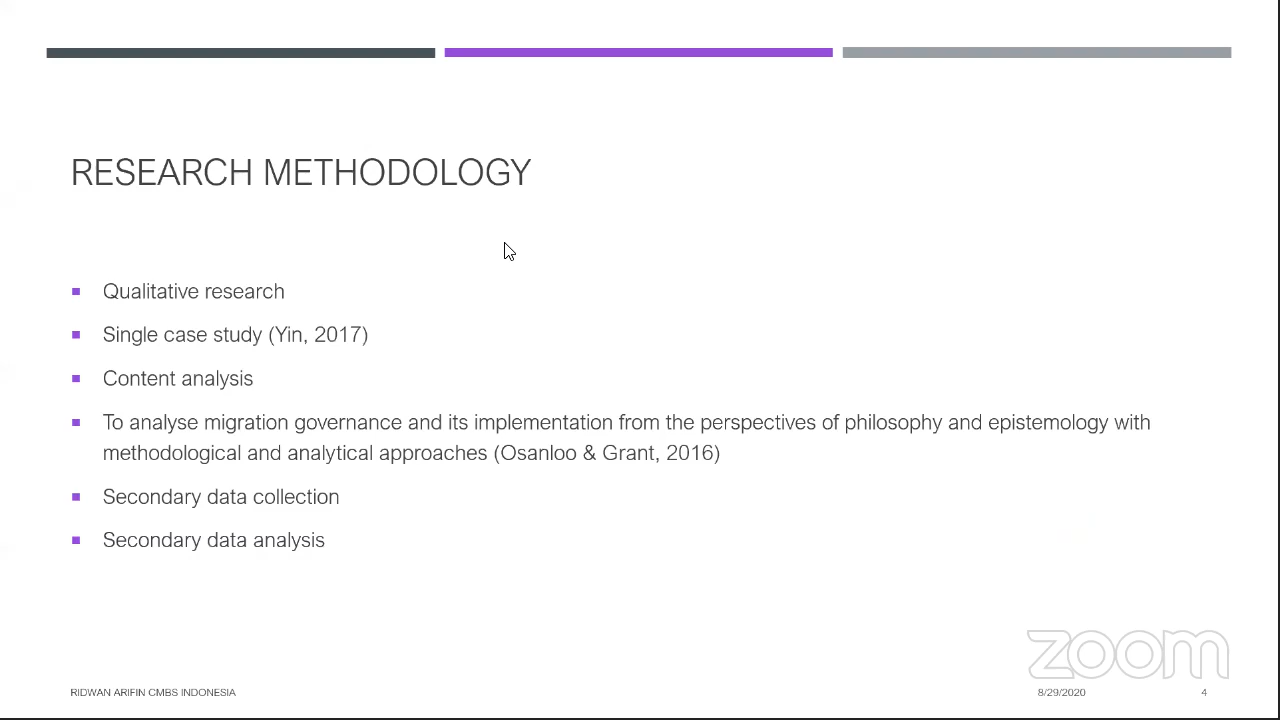 RESEARCH METHODOLOGY
Qualitative research
Single case study (Yin, 2017)
Content analysis
To analyse migration governance and its implementation from the perspectives of philosophy and epistemology with
methodological and analytical approaches (Osanloo & Grant, 2016)
Secondary data collection
Secondary data analysis
zoom
RIDWAN ARIFIN CMBS INDONESIA
8/29/2020
4